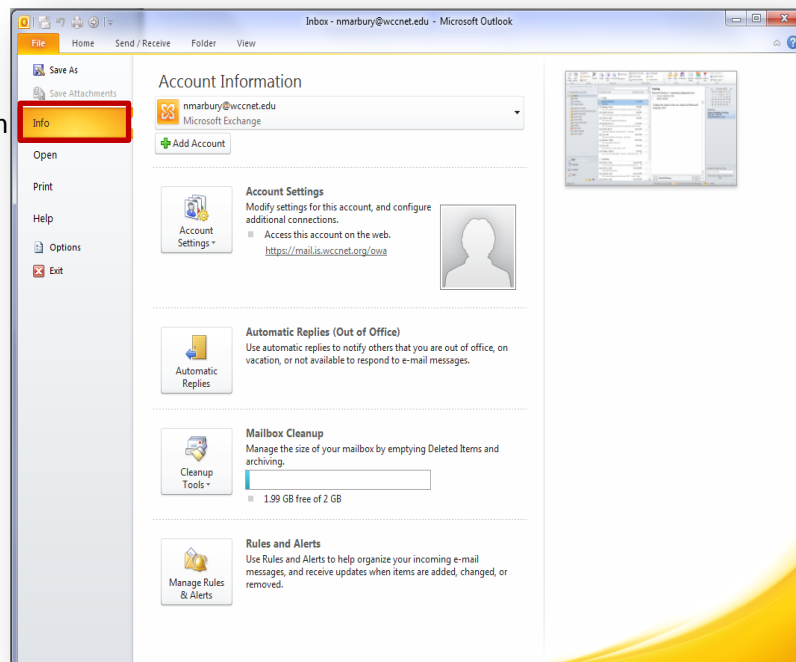 Inbox - nmarbury@wccnet.edu - Microsoft Outlook
File Home Send / Receive Folder View
Save As
Save Attachments
Info
Open
Print
Help
Options
Exit
n
Account Information
nmarbury@wccnet.edu
Microsoft Exchange
Add Account
Account
Settings
Account Settings
Modify settings for this account, and configure
additional connections.
Access this account on the web.
https://mail.is.wccnet.org/owa
Automatic
Replies
Automatic Replies (Out of Office)
Use automatic replies to notify others that you are out of office, on
vacation, or not available to respond to e-mail messages.
Cleanup
Tools
Mailbox Cleanup
Manage the size of your mailbox by emptying Deleted Items and
archiving.
1.99 GB free of 2 GB
Manage Rules
& Alerts
Rules and Alerts
Use Rules and Alerts to help organize your incoming e-mail
messages, and receive updates when items are added, changed, or
removed.